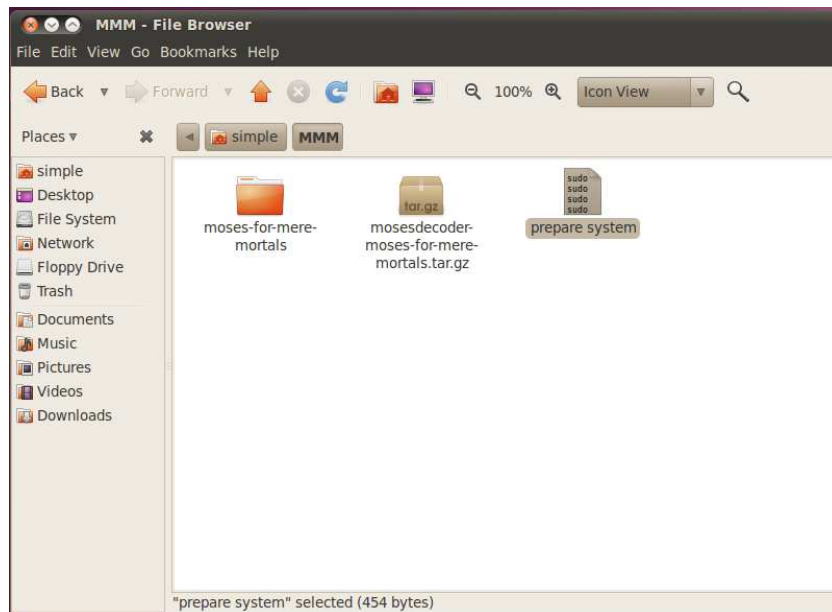 MMM - File Browser
File Edit View Go Bookmarks Help
Back Forward 100% Icon View
Places simple MMM
simple
Desktop
File System
Network
Floppy Drive
Trash
Documents
Music
Pictures
Videos
Downloads
moses-for-mere-
mortals
tar.gz
mosesdecoder-
moses-for-mere-
mortals.tar.gz
sudo
sudo
sudo
sudo
prepare system
"prepare system" selected (454 bytes)